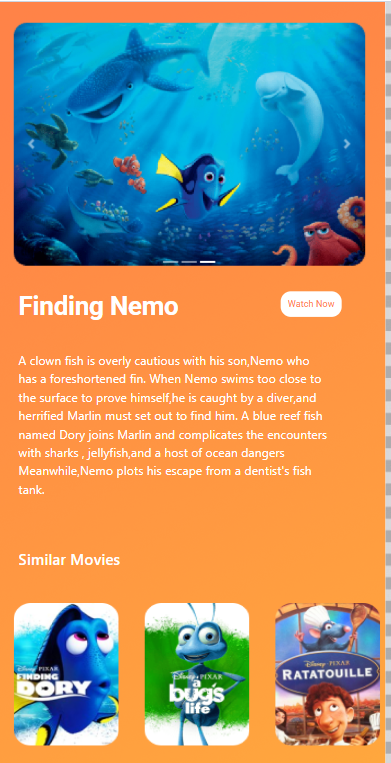 Finding Nemo
Watch Now
A clown fish is overly cautious with his son,Nemo who
has a foreshortened fin. When Nemo swims too close to
the surface to prove himself,he is caught by a diver,and
herrified Marlin must set out to find him. A blue reef fish
named Dory joins Marlin and complicates the encounters
with sharks , jellyfish,and a host of ocean dangers
Meanwhile,Nemo plots his escape from a dentist's fish
tank.
Similar Movies
DISNEY · PIXAR
FINDING
DORY
DISNEY · PIXAR
a
bug's
life
DISNEY · PIXAR
RATATOUILLE